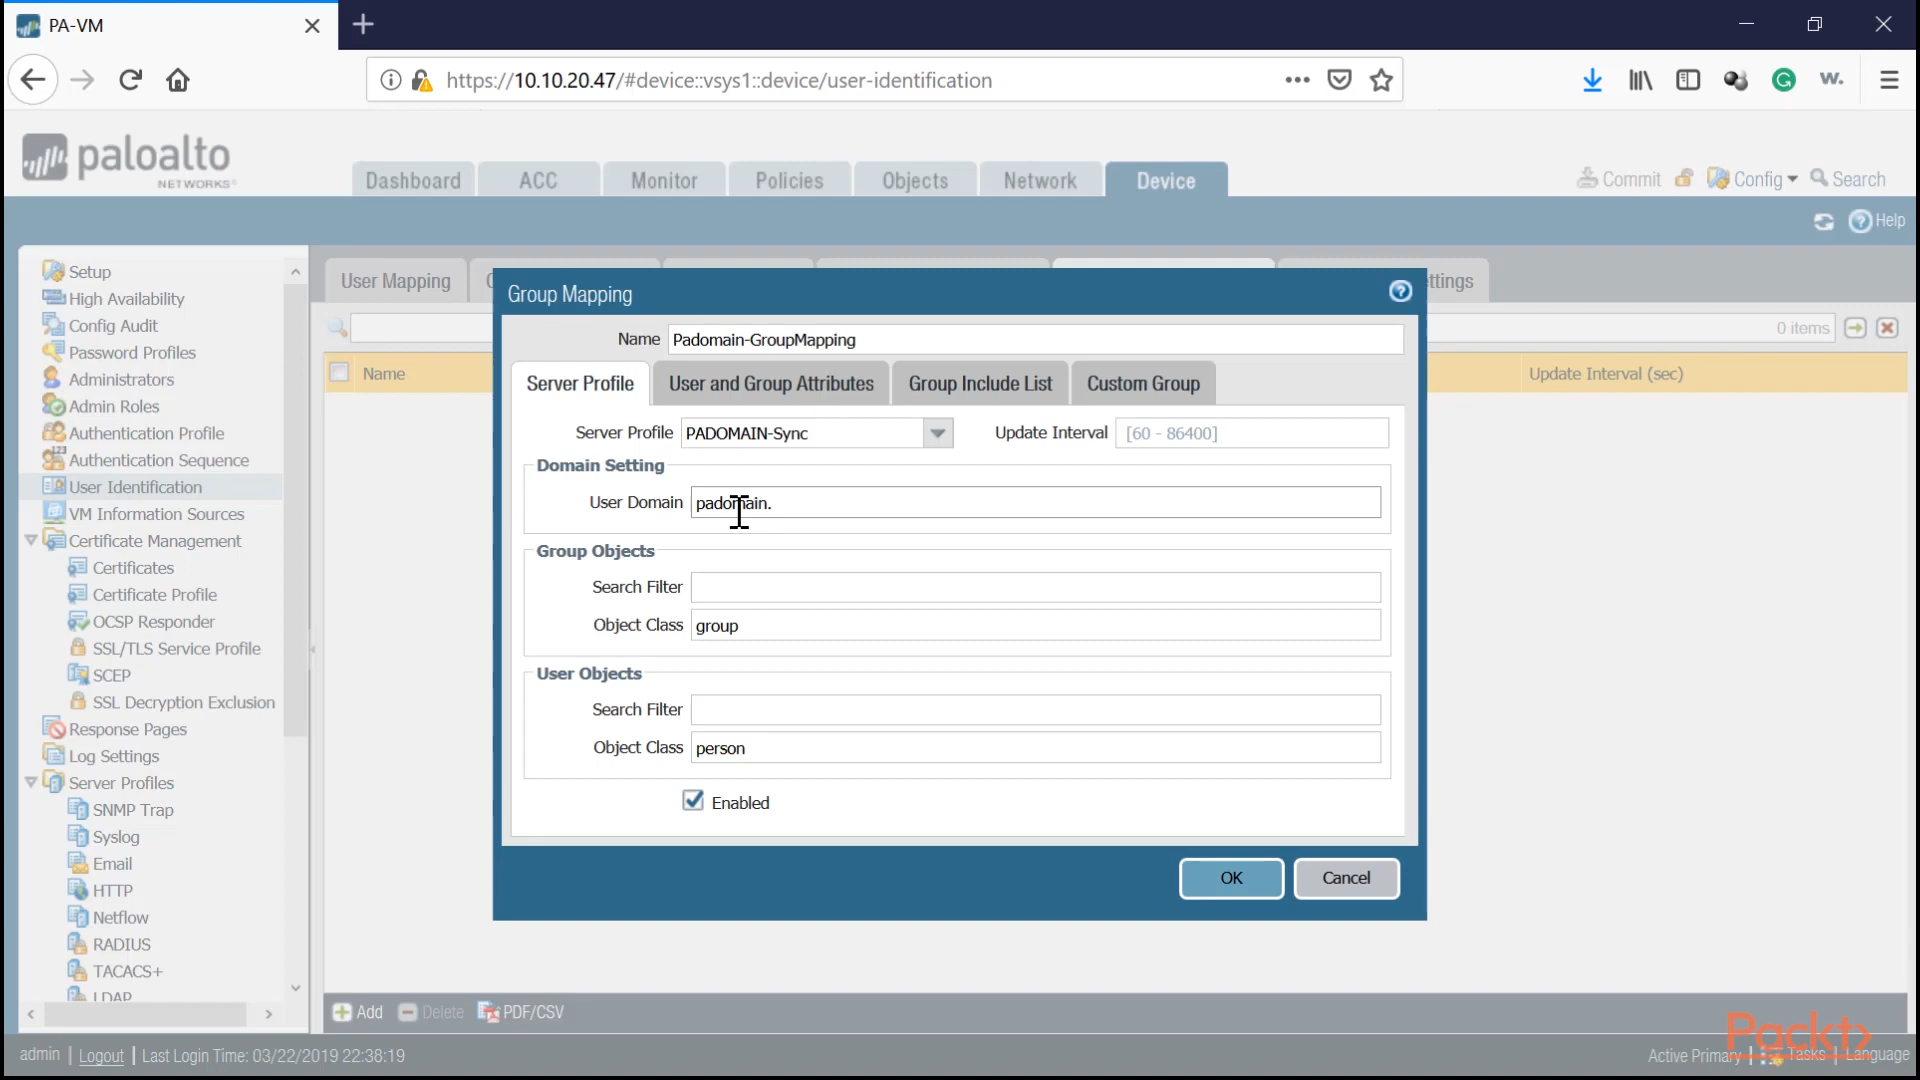 PA-VM
https://10.10.20.47/#device::vsys1::device/user-identification
paloalto
NETWORKS
Dashboard
ACC
Monitor
Policies
Objects
Network
Device
Commit
Config
Search
Help
Setup
High Availability
Config Audit
Password Profiles
Administrators
Admin Roles
Authentication Profile
Authentication Sequence
User Identification
VM Information Sources
Certificate Management
Certificates
Certificate Profile
OCSP Responder
SSL/TLS Service Profile
SCEP
SSL Decryption Exclusion
Response Pages
Log Settings
Server Profiles
SNMP Trap
Syslog
Email
HTTP
Netflow
RADIUS
TACACS+
LDAP
User Mapping
0 items
Name
Update Interval (sec)
Group Mapping
Name Padomain-GroupMapping
Server Profile
User and Group Attributes
Group Include List
Custom Group
Server Profile PADOMAIN-Sync
Update Interval [60 - 86400]
Domain Setting
User Domain padomain.
Group Objects
Search Filter
Object Class group
User Objects
Search Filter
Object Class person
Enabled
OK
Cancel
Add
Delete
PDF/CSV
admin | Logout | Last Login Time: 03/22/2019 22:38:19
Active Primary | Tasks | Language
Packt>